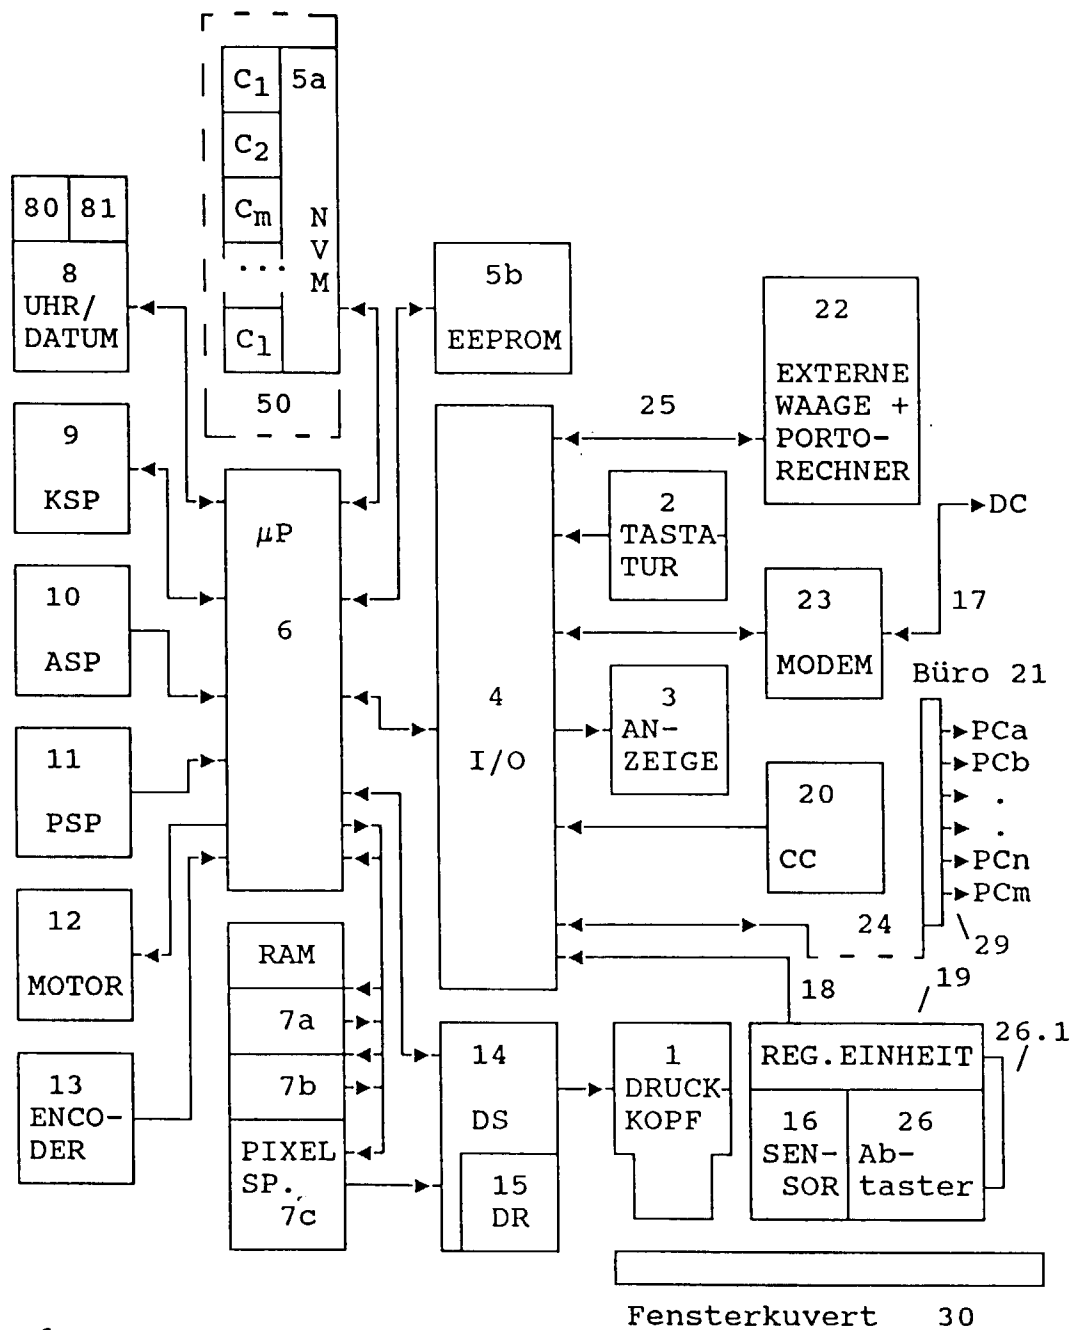 C1 5a
C2
Cm
N
V
M
...
C1
50
80 81
8
UHR/
DATUM
9
KSP
10
ASP
11
PSP
12
MOTOR
13
ENCO-
DER
µP
6
RAM
7a
7b
PIXEL
SP.
7c
5b
EEPROM
4
I/O
14
DS
15
DR
25
22
EXTERNE
WAAGE +
PORTO-
RECHNER
2
TASTA-
TUR
DC
17
23
MODEM
3
AN-
ZEIGE
20
CC
Büro 21
PCa
PCb
.
.
PCn
PCm
29
24
18
19
26.1
1
DRUCK-
KOPF
REG.EINHEIT
16
SEN-
SOR
26
Ab-
taster
Fensterkuvert 30